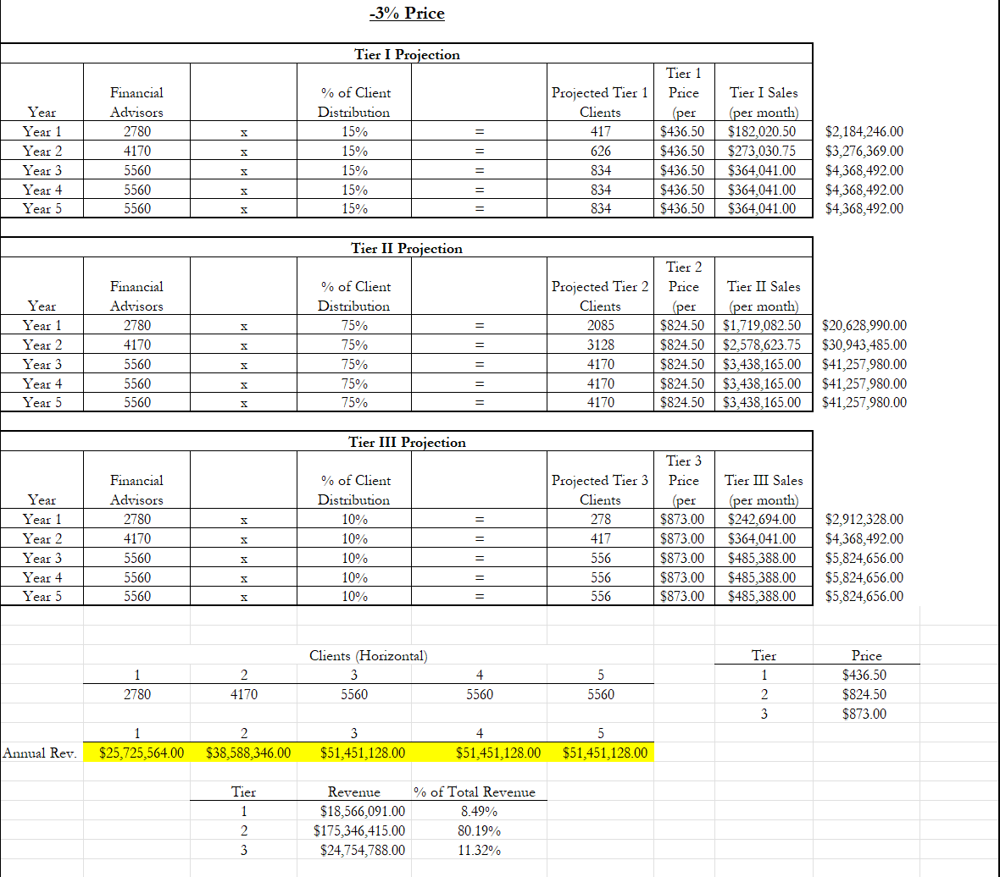 -3% Price
Tier I Projection
Year Financial Advisors % of Client Distribution Projected Tier 1 Clients Tier 1 Price (per Tier I Sales (per month)
Year 1 2780 x 15% = 417 $436.50 $182,020.50 $2,184,246.00
Year 2 4170 x 15% = 626 $436.50 $273,030.75 $3,276,369.00
Year 3 5560 x 15% = 834 $436.50 $364,041.00 $4,368,492.00
Year 4 5560 x 15% = 834 $436.50 $364,041.00 $4,368,492.00
Year 5 5560 x 15% = 834 $436.50 $364,041.00 $4,368,492.00
Tier II Projection
Year Financial Advisors % of Client Distribution Projected Tier 2 Clients Tier 2 Price (per Tier II Sales (per month)
Year 1 2780 x 75% = 2085 $824.50 $1,719,082.50 $20,628,990.00
Year 2 4170 x 75% = 3128 $824.50 $2,578,623.75 $30,943,485.00
Year 3 5560 x 75% = 4170 $824.50 $3,438,165.00 $41,257,980.00
Year 4 5560 x 75% = 4170 $824.50 $3,438,165.00 $41,257,980.00
Year 5 5560 x 75% = 4170 $824.50 $3,438,165.00 $41,257,980.00
Tier III Projection
Year Financial Advisors % of Client Distribution Projected Tier 3 Clients Tier 3 Price (per Tier III Sales (per month)
Year 1 2780 x 10% = 278 $873.00 $242,694.00 $2,912,328.00
Year 2 4170 x 10% = 417 $873.00 $364,041.00 $4,368,492.00
Year 3 5560 x 10% = 556 $873.00 $485,388.00 $5,824,656.00
Year 4 5560 x 10% = 556 $873.00 $485,388.00 $5,824,656.00
Year 5 5560 x 10% = 556 $873.00 $485,388.00 $5,824,656.00
Clients (Horizontal) Tier Price
1 2 3 4 5 1 $436.50
2780 4170 5560 5560 5560 2 $824.50
3 $873.00
1 2 3 4 5
Annual Rev. $25,725,564.00 $38,588,346.00 $51,451,128.00 $51,451,128.00 $51,451,128.00
Tier Revenue % of Total Revenue
1 $18,566,091.00 8.49%
2 $175,346,415.00 80.19%
3 $24,754,788.00 11.32%